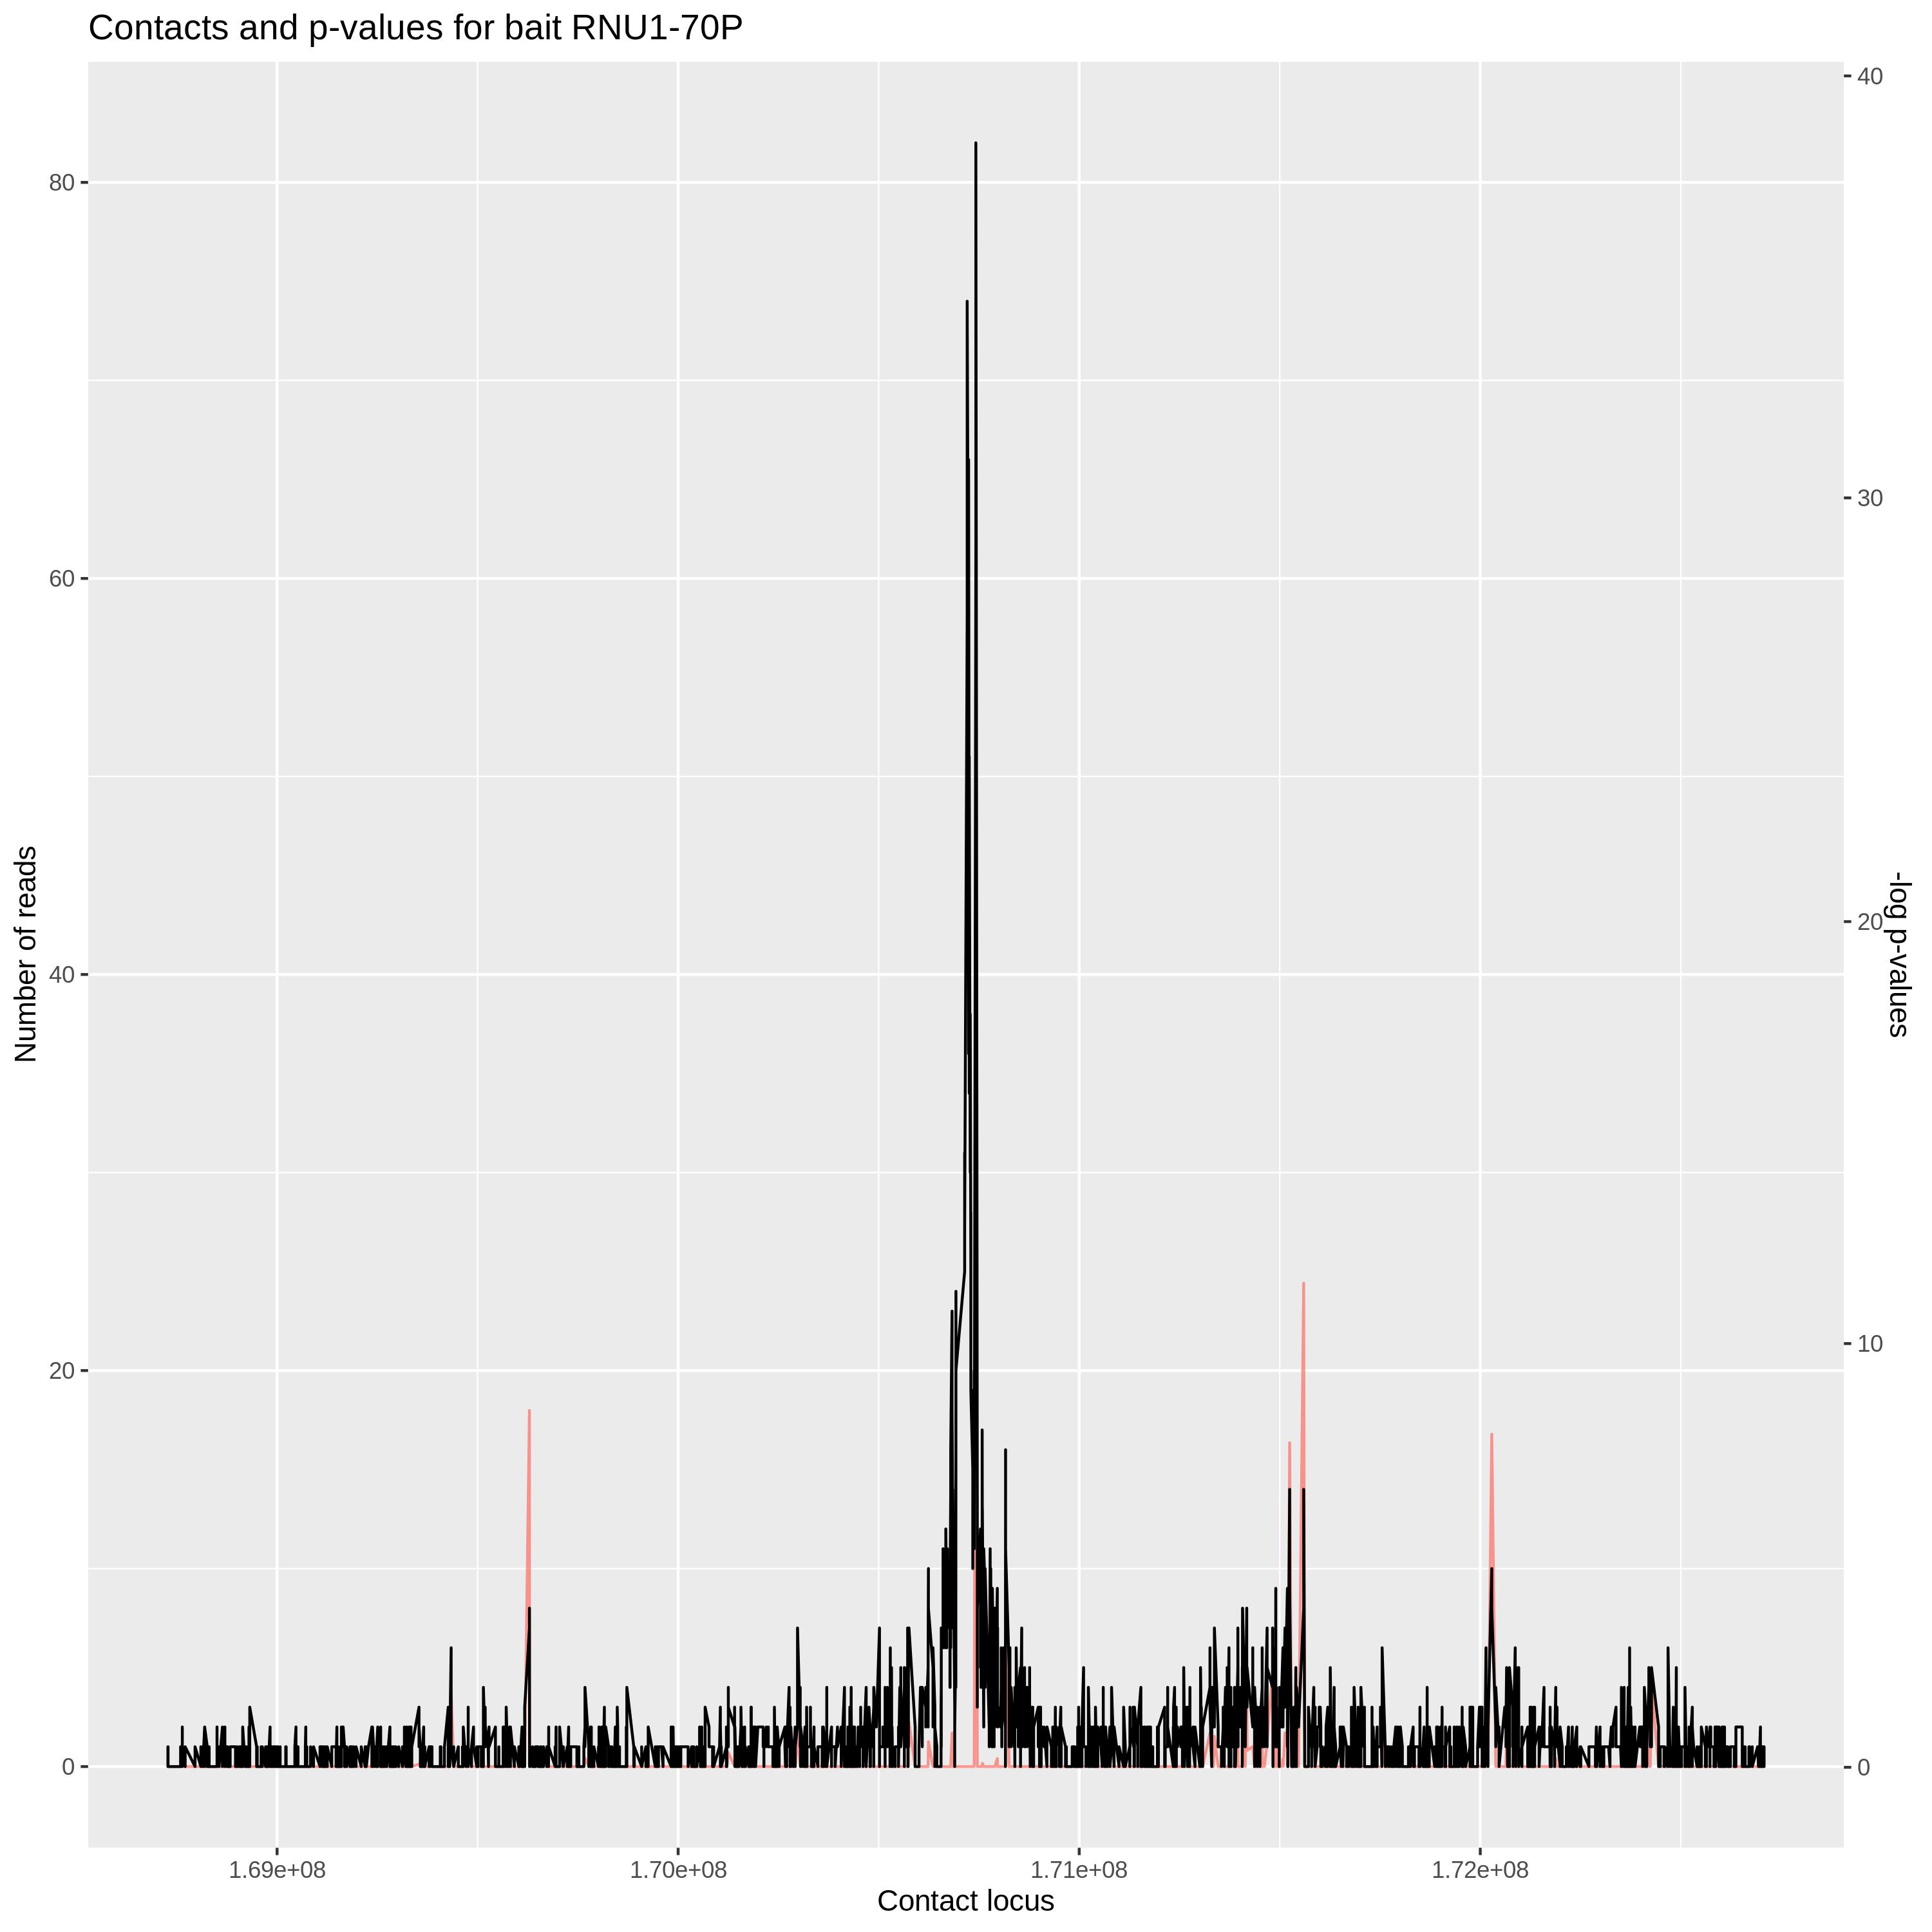 Contacts and p-values for bait RNU1-70P
80
60
40
20
0
Number of reads
40
30
20
10
0
-log p-values
1.69e+08
1.70e+08
1.71e+08
1.72e+08
Contact locus